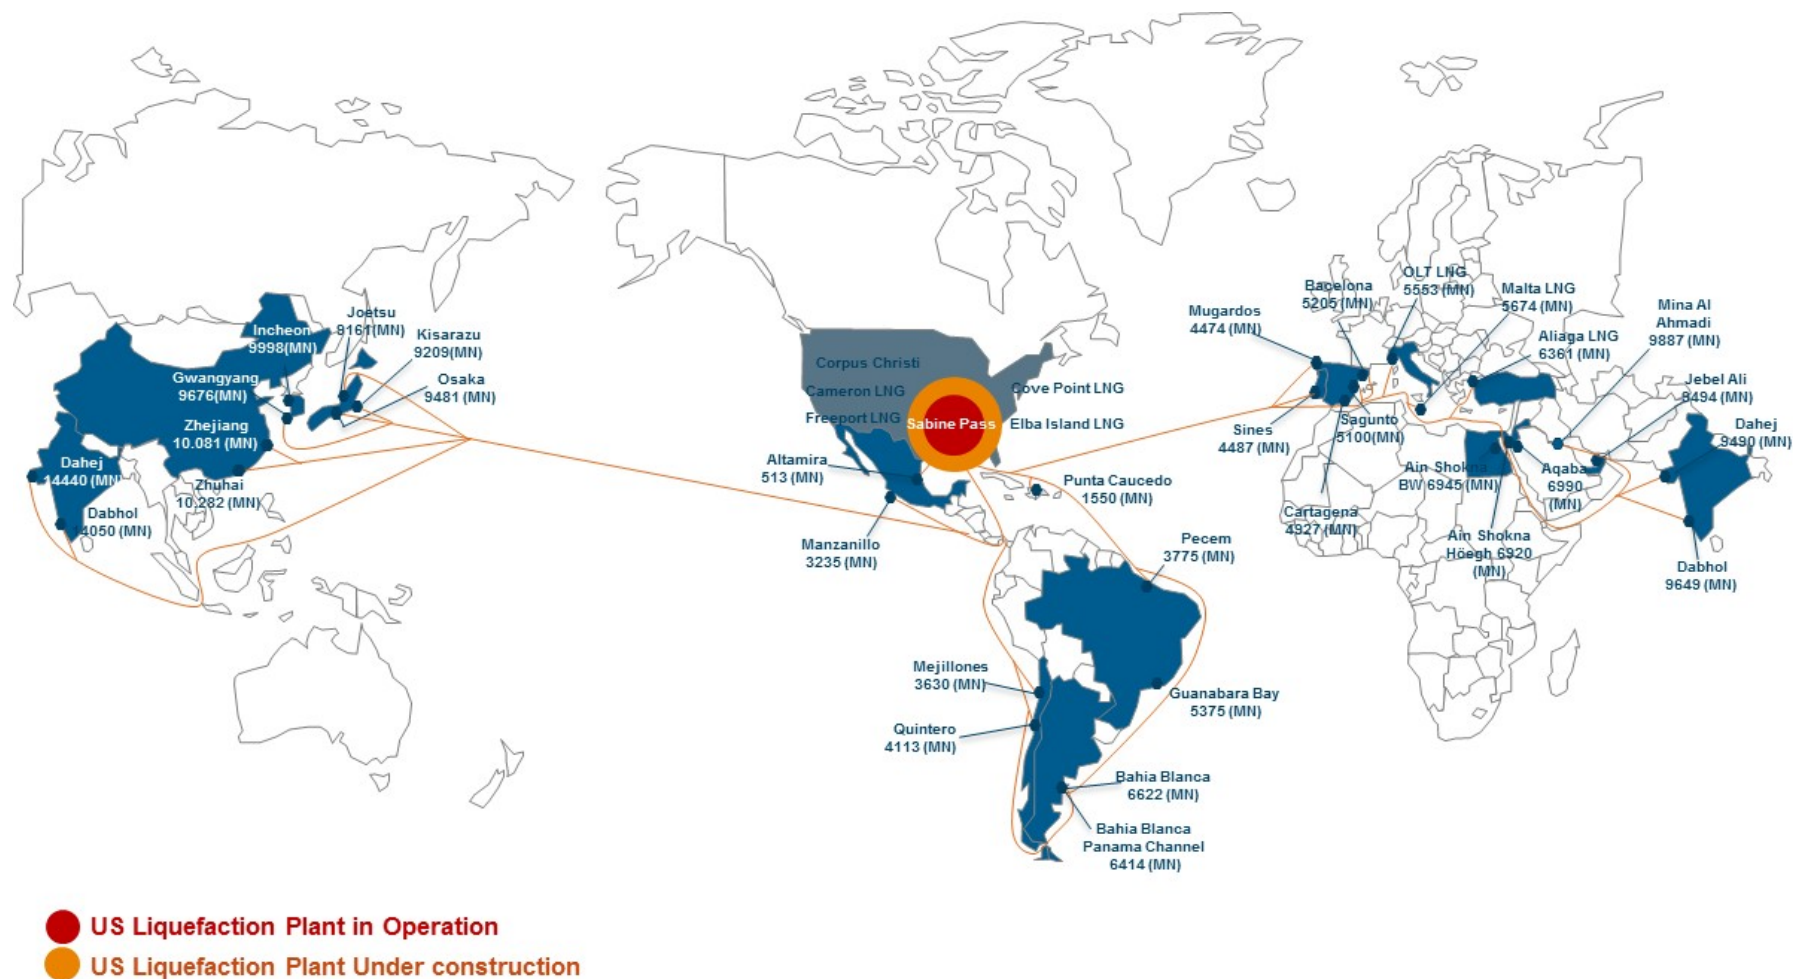 Incheon
9998(MN)
Joetsu
9161(MN)
Kisarazu
9209(MN)
Gwangyang
9676(MN)
Osaka
9481 (MN)
Zhejiang
10.081 (MN)
Dahej
14440 (MN)
Zhuhai
10.282 (MN)
Dabhol
14050 (MN)
Corpus Christi
Cameron LNG
Freeport LNG
Sabine Pass
Cove Point LNG
Elba Island LNG
Altamira
513 (MN)
Manzanillo
3235 (MN)
Punta Caucedo
1550 (MN)
Pecem
3775 (MN)
Mejillones
3630 (MN)
Quintero
4113 (MN)
Guanabara Bay
5375 (MN)
Bahia Blanca
6622 (MN)
Bahia Blanca
Panama Channel
6414 (MN)
Mugardos
4474 (MN)
Bacelona
5205(MN)
OLT LNG
5553 (MN)
Malta LNG
5674 (MN)
Aliaga LNG
6361 (MN)
Mina Al
Ahmadi
9887 (MN)
Jebel Ali
8494 (MN)
Dahej
9490 (MN)
Sines
4487 (MN)
Sagunto
5100(MN)
Cartagena
4927 (MN)
Ain Shokna
BW 6945 (MN)
Aqaba
6990
(MN)
Ain Shokna
Höegh 6920
(MN)
Dabhol
9649 (MN)
US Liquefaction Plant in Operation
US Liquefaction Plant Under construction